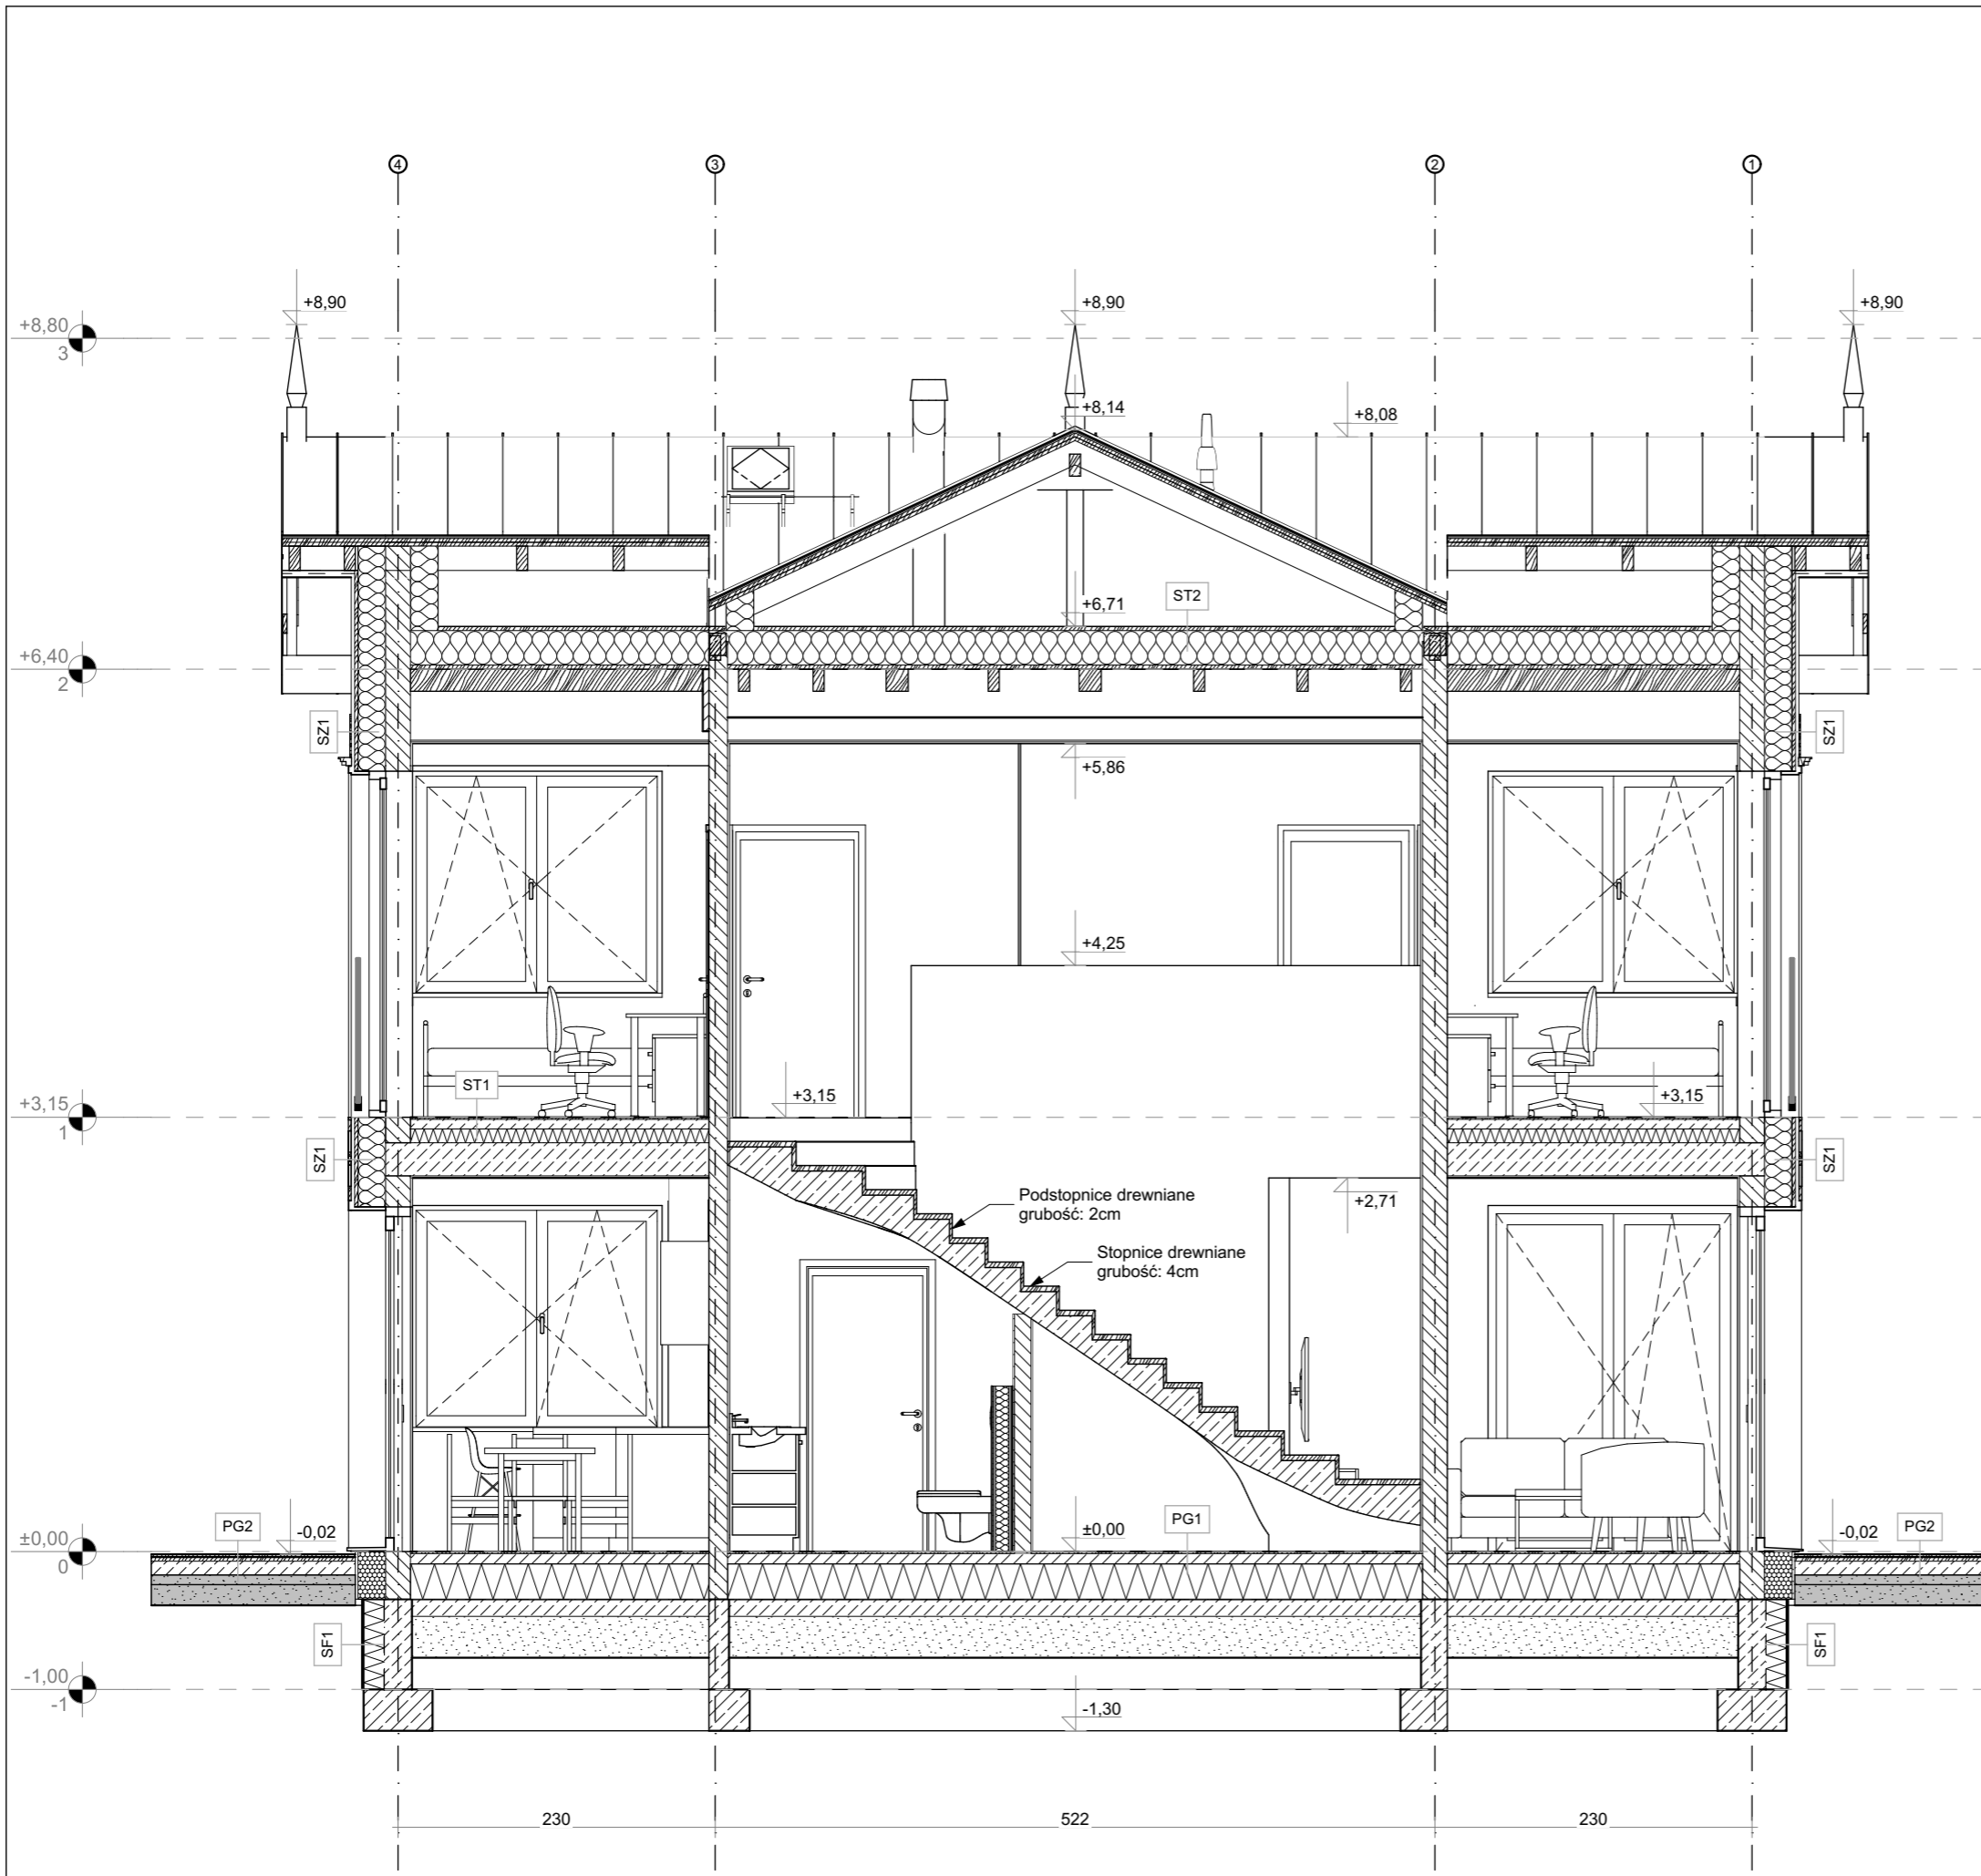 4
3
2
1
+8,90
+8,90
+8,90
+8,80
3
+8,14
+8,08
+6,71
ST2
+6,40
2
SZ1
SZ1
+5,86
+4,25
ST1
+3,15
+3,15
+3,15
1
SZ1
SZ1
+2,71
Podstopnice drewniane
grubość: 2cm
Stopnice drewniane
grubość: 4cm
PG2
-0,02
±0,00
PG1
-0,02
PG2
±0,00
0
SF1
SF1
-1,00
-1
-1,30
230
522
230